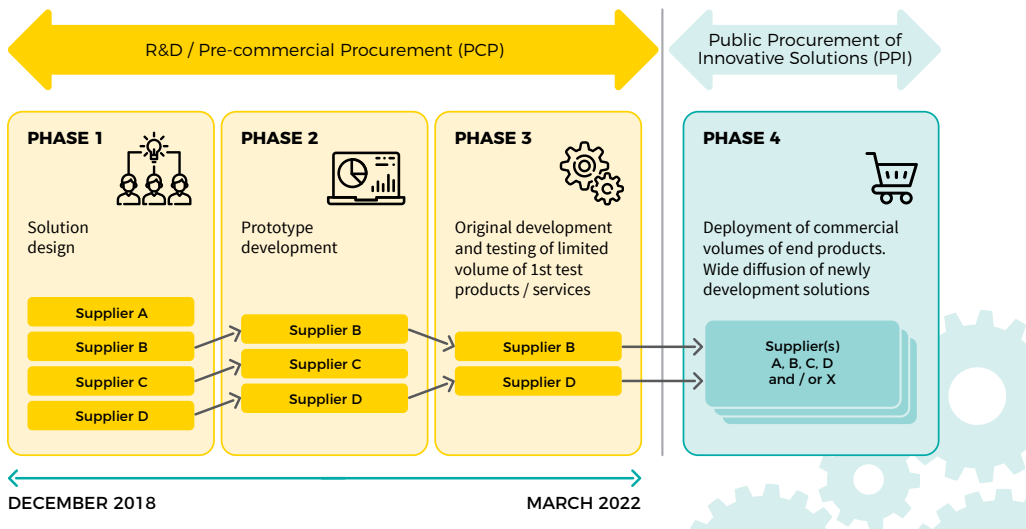 R&D / Pre-commercial Procurement (PCP)
Public Procurement of
Innovative Solutions (PPI)
PHASE 1
Solution
design
Supplier A
Supplier B
Supplier C
Supplier D
PHASE 2
Prototype
development
Supplier B
Supplier C
Supplier D
PHASE 3
Original development
and testing of limited
volume of 1st test
products / services
Supplier B
Supplier D
PHASE 4
Deployment of commercial
volumes of end products.
Wide diffusion of newly
development solutions
Supplier(s)
A, B, C, D
and / or X
DECEMBER 2018
MARCH 2022